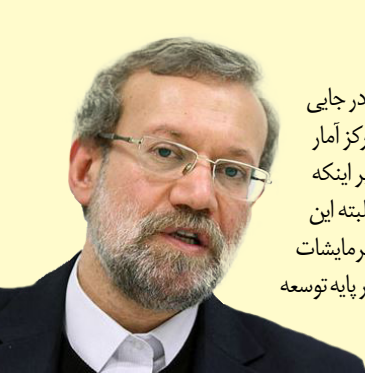 در جایی
رکز آمار
ر اینکه
لبته این
رمایشات
ر پایه توسعه